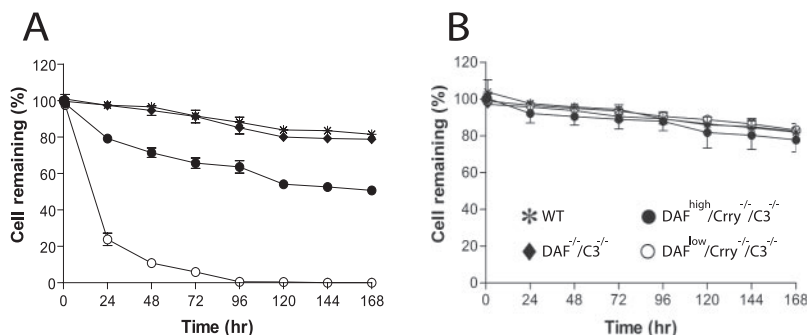 A
Cell remaining (%)
120
100
80
60
40
20
0
0 24 48 72 96 120 144 168
Time (hr)
B
Cell remaining (%)
120
100
80
60
40
20
0
WT
DAF-/-/C3-/-
DAFhigh/Crry-/-/C3-/-
DAFlow/Crry-/-/C3-/-
0 24 48 72 96 120 144 168
Time (hr)